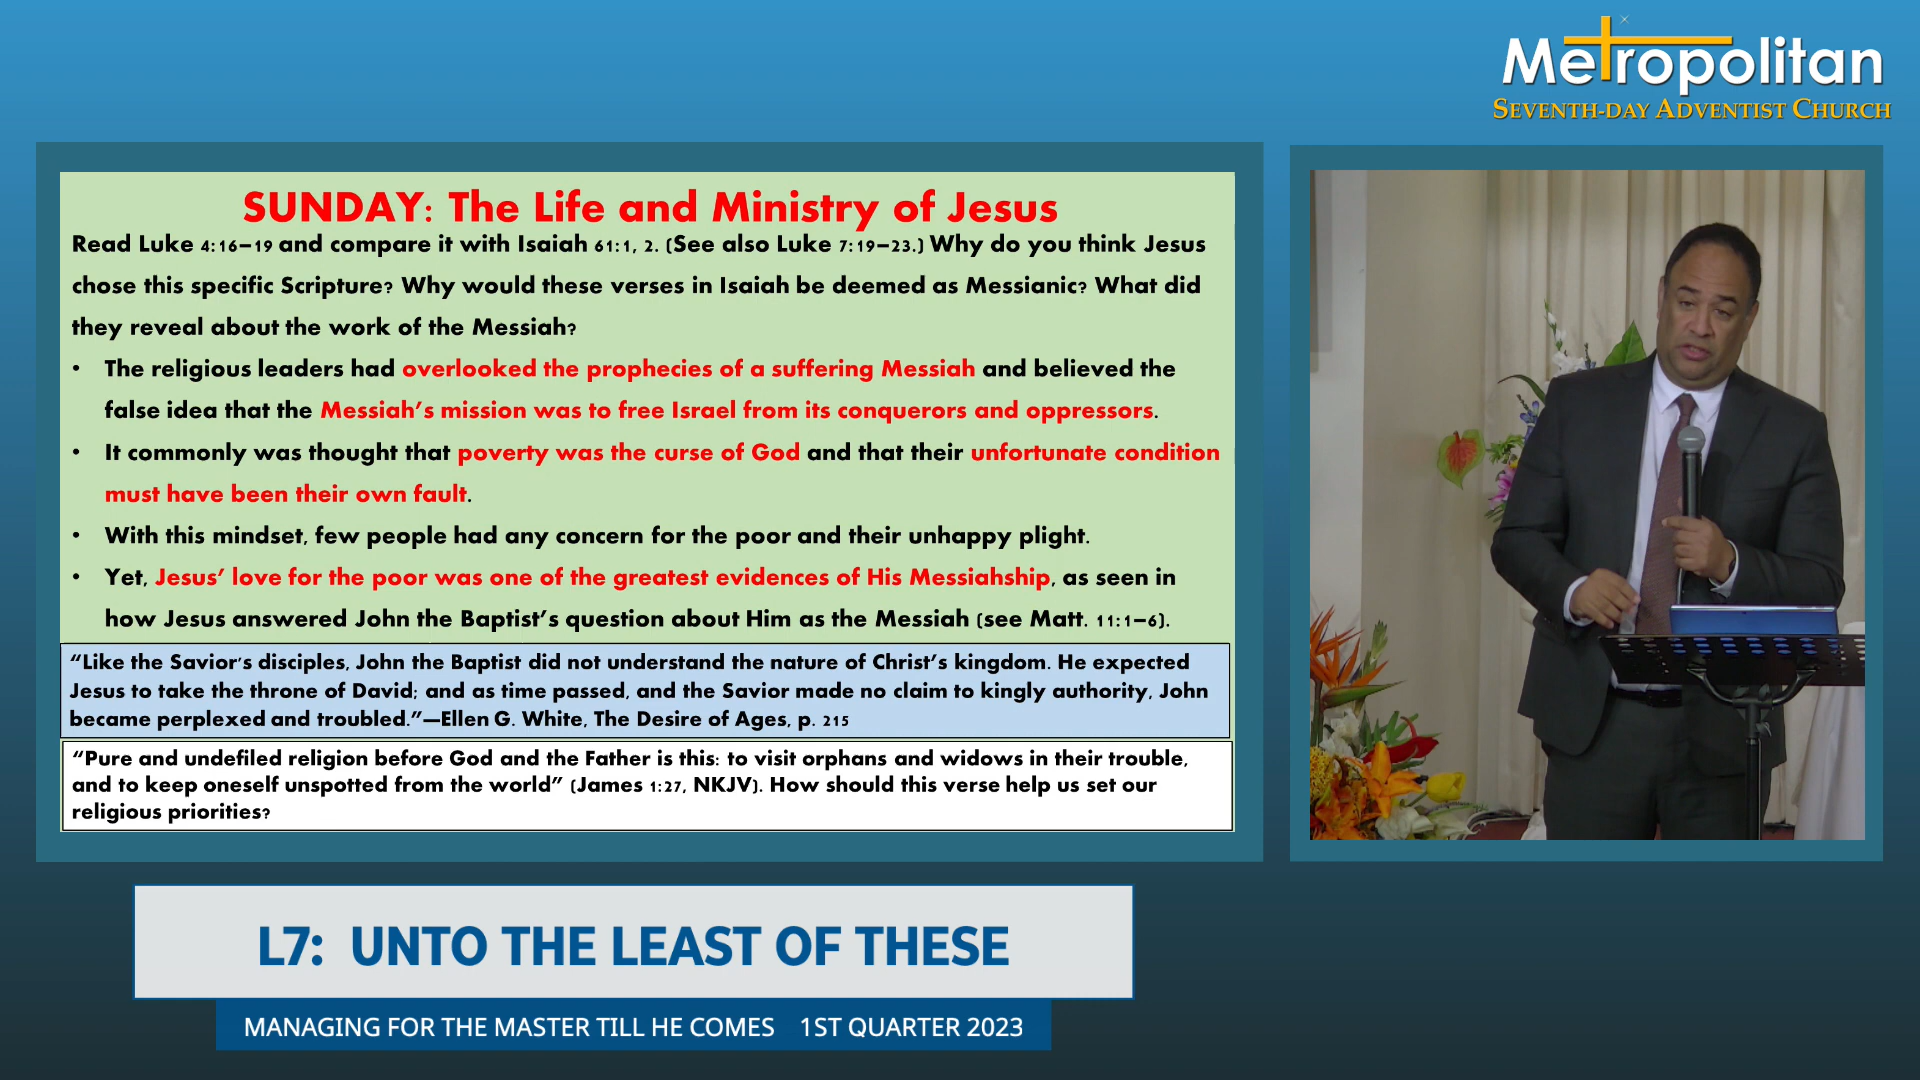 Metropolitan
SEVENTH-DAY ADVENTIST CHURCH
SUNDAY: The Life and Ministry of Jesus
Read Luke 4:16–19 and compare it with Isaiah 61:1, 2. (See also Luke 7:19–23.) Why do you think Jesus
chose this specific Scripture? Why would these verses in Isaiah be deemed as Messianic? What did
they reveal about the work of the Messiah?
• The religious leaders had overlooked the prophecies of a suffering Messiah and believed the
false idea that the Messiah’s mission was to free Israel from its conquerors and oppressors.
• It commonly was thought that poverty was the curse of God and that their unfortunate condition
must have been their own fault.
• With this mindset, few people had any concern for the poor and their unhappy plight.
• Yet, Jesus’ love for the poor was one of the greatest evidences of His Messiahship, as seen in
how Jesus answered John the Baptist’s question about Him as the Messiah (see Matt. 11:1–6).
“Like the Savior’s disciples, John the Baptist did not understand the nature of Christ’s kingdom. He expected
Jesus to take the throne of David; and as time passed, and the Savior made no claim to kingly authority, John
became perplexed and troubled.”—Ellen G. White, The Desire of Ages, p. 215
“Pure and undefiled religion before God and the Father is this: to visit orphans and widows in their trouble,
and to keep oneself unspotted from the world” (James 1:27, NKJV). How should this verse help us set our
religious priorities?
L7: UNTO THE LEAST OF THESE
MANAGING FOR THE MASTER TILL HE COMES 1ST QUARTER 2023